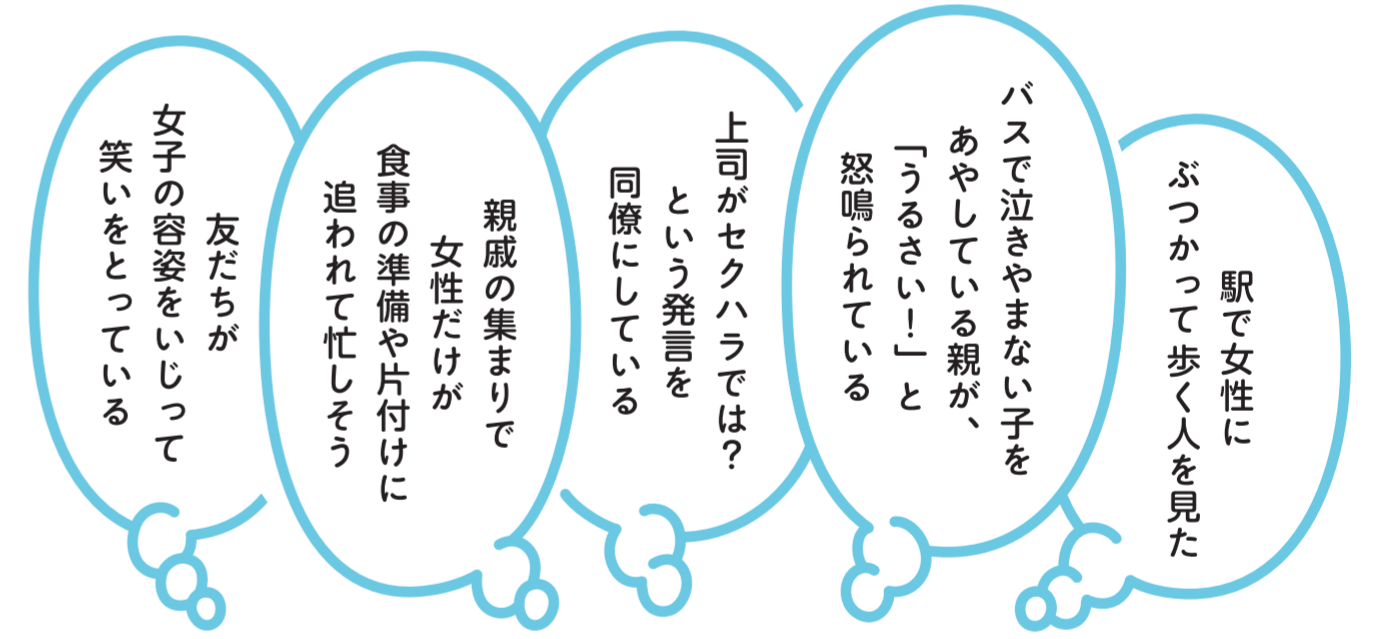 駅で女性に
ぶつかって歩く人を見た
バスで泣きやまない子を
あやしている親が、
「うるさい！」と
怒鳴られている
上司がセクハラでは？
という発言を
同僚にしている
親戚の集まりで
女性だけが
食事の準備や片付けに
追われて忙しそう
友だちが
女子の容姿をいじって
笑いをとっている